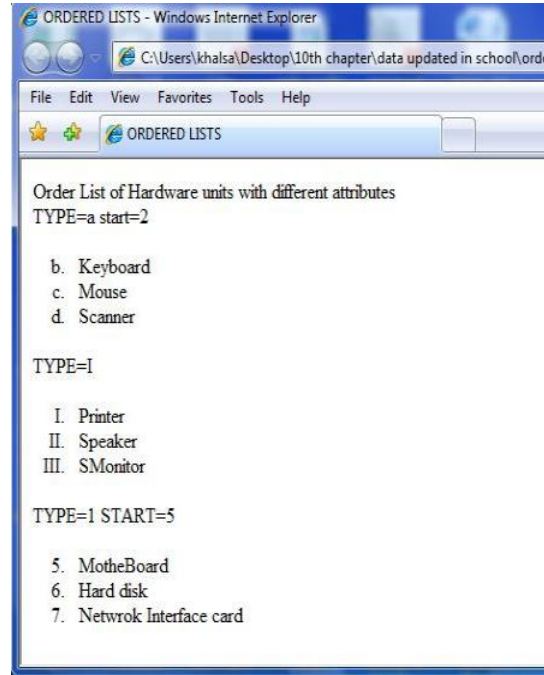 ORDERED LISTS - Windows Internet Explorer
C:\Users\khalsa\Desktop\10th chapter\data updated in school\orde
File Edit View Favorites Tools Help
ORDERED LISTS
Order List of Hardware units with different attributes
TYPE=a start=2
b. Keyboard
c. Mouse
d. Scanner
TYPE=I
I. Printer
II. Speaker
III. SMonitor
TYPE=1 START=5
5. MotheBoard
6. Hard disk
7. Netwrok Interface card